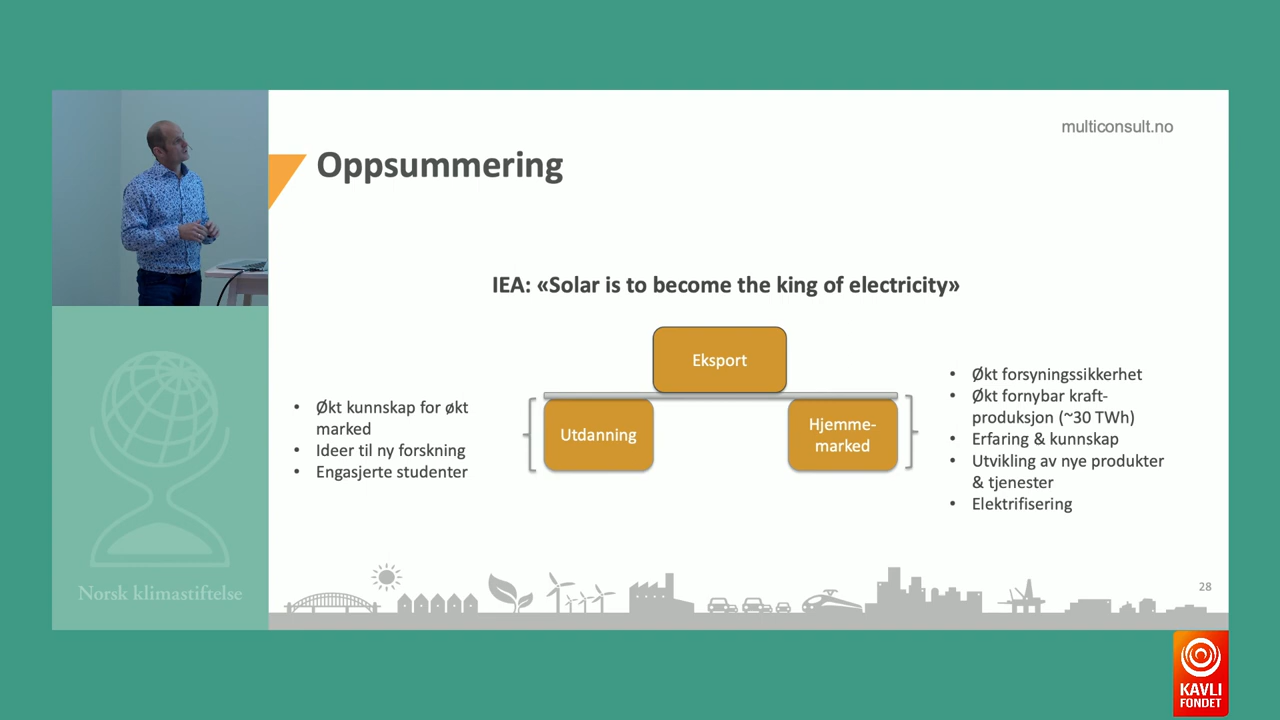 multiconsult.no
Oppsummering
IEA: «Solar is to become the king of electricity»
Eksport
Utdanning
Hjemme-
marked
• Økt kunnskap for økt
marked
• Ideer til ny forskning
• Engasjerte studenter
• Økt forsyningssikkerhet
• Økt fornybar kraft-
produksjon (~30 TWh)
• Erfaring & kunnskap
• Utvikling av nye produkter
& tjenester
• Elektrifisering
Norsk klimastiftelse
28
KAVLI
FONDET